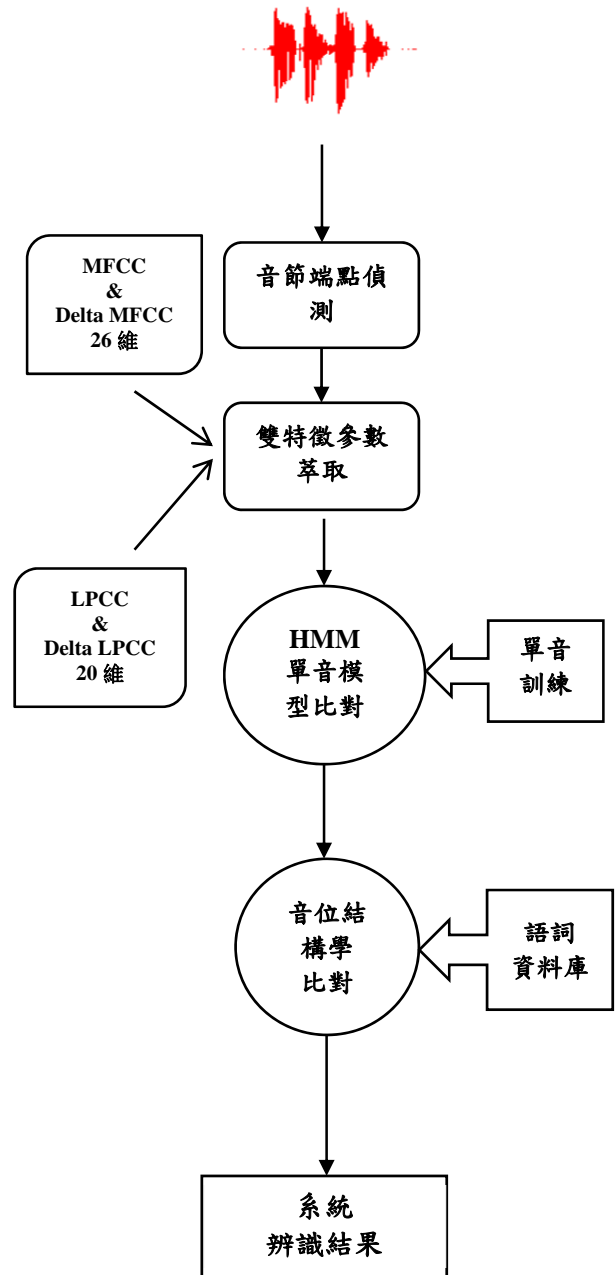 音節端點偵
測
MFCC
&
Delta MFCC
26 維
雙特徵參數
萃取
LPCC
&
Delta LPCC
20 維
HMM
單音模
型比對
單音
訓練
音位結
構學
比對
語詞
資料庫
系統
辨識結果